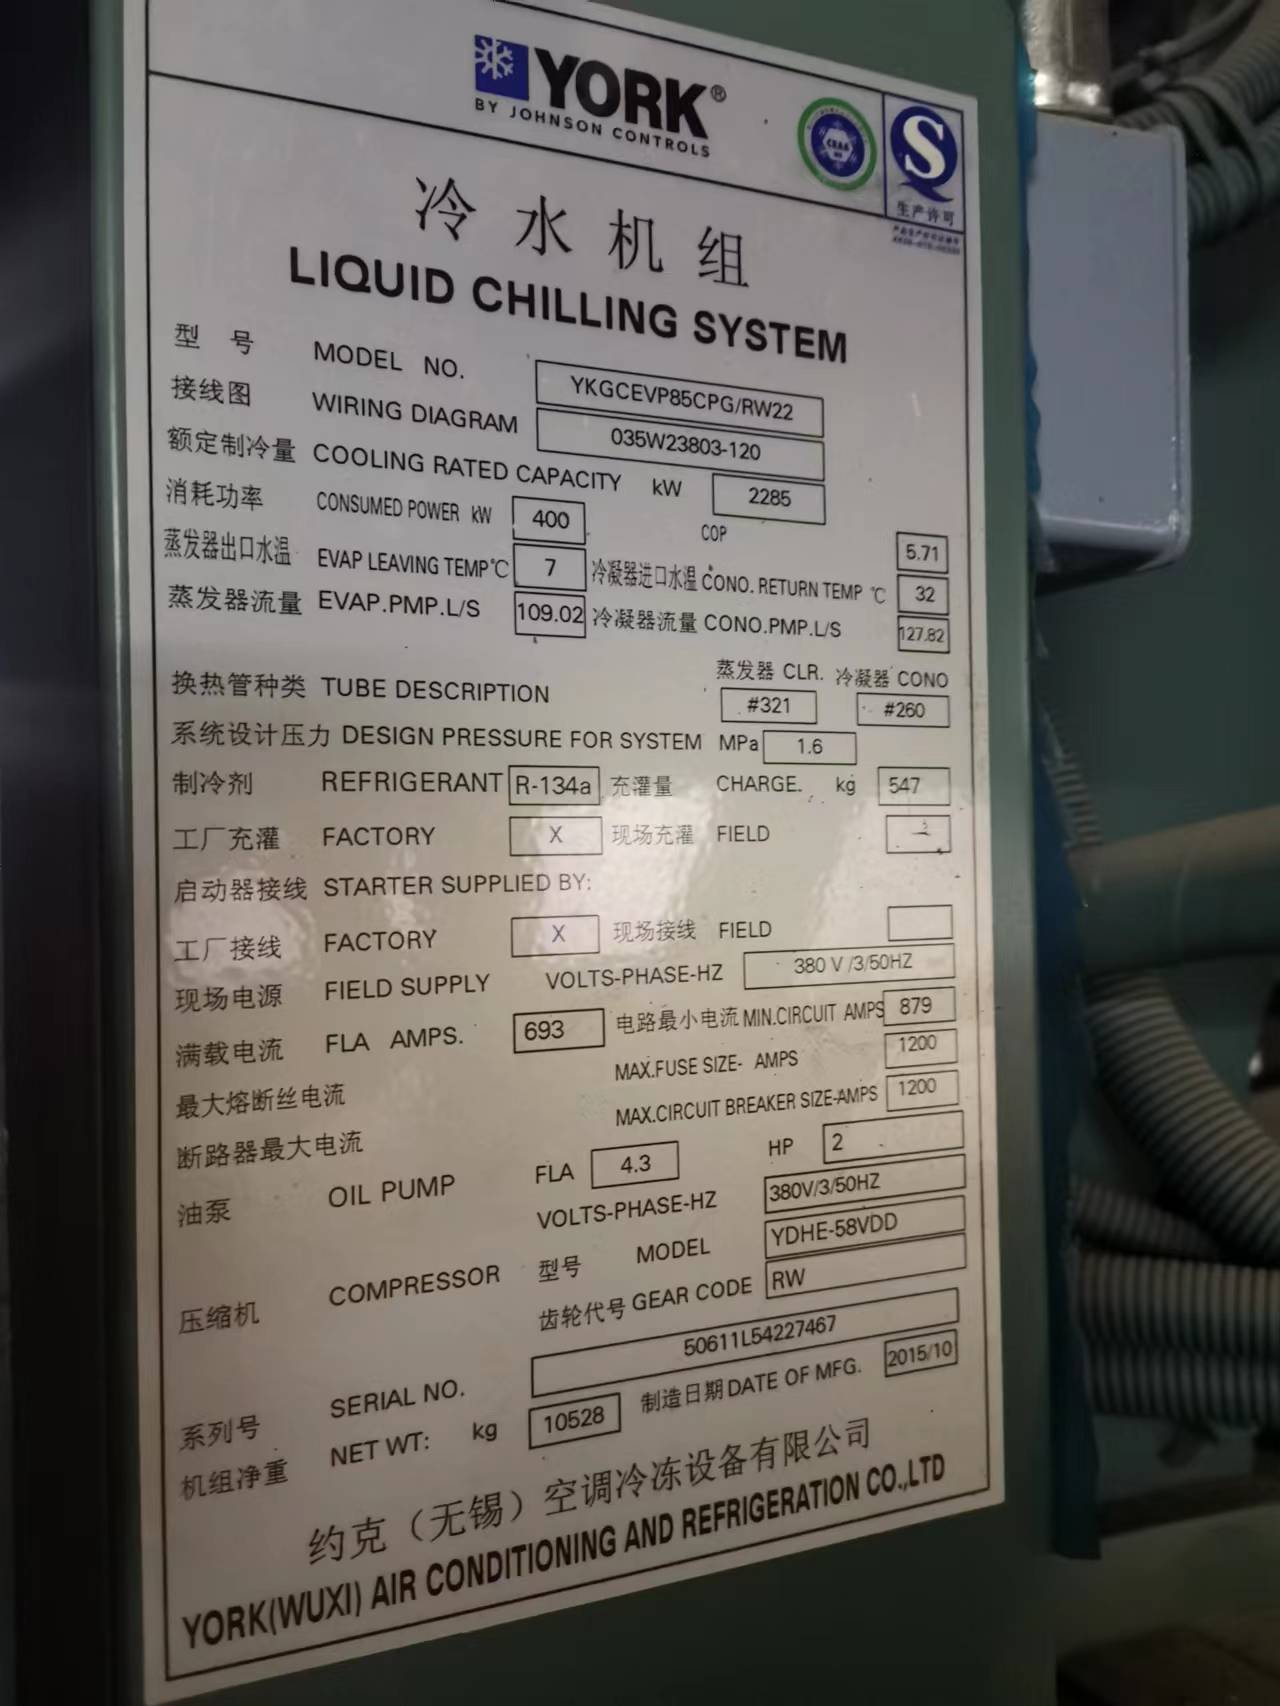 YORK®
BY JOHNSON CONTROLS
生产许可
冷水机组
LIQUID CHILLING SYSTEM
型 号 MODEL NO. YKGCEVP85CPG/RW22
接线图 WIRING DIAGRAM 035W23803-120
额定制冷量 COOLING RATED CAPACITY kW 2285
消耗功率 CONSUMED POWER kW 400 COP 5.71
蒸发器出口水温 EVAP LEAVING TEMP℃ 7 冷凝器进口水温 CONO. RETURN TEMP ℃ 32
蒸发器流量 EVAP.PMP.L/S 109.02 冷凝器流量 CONO.PMP.L/S 127.82
蒸发器 CLR. 冷凝器 CONO
换热管种类 TUBE DESCRIPTION #321 #260
系统设计压力 DESIGN PRESSURE FOR SYSTEM MPa 1.6
制冷剂 REFRIGERANT R-134a 充灌量 CHARGE. kg 547
工厂充灌 FACTORY X 现场充灌 FIELD
启动器接线 STARTER SUPPLIED BY:
工厂接线 FACTORY X 现场接线 FIELD
现场电源 FIELD SUPPLY VOLTS-PHASE-HZ 380 V /3/50HZ
满载电流 FLA AMPS. 693 电路最小电流 MIN.CIRCUIT AMPS 879
最大熔断丝电流 MAX.FUSE SIZE- AMPS 1200
断路器最大电流 MAX.CIRCUIT BREAKER SIZE-AMPS 1200
油泵 OIL PUMP FLA 4.3 HP 2
VOLTS-PHASE-HZ 380V/3/50HZ
压缩机 COMPRESSOR 型号 MODEL YDHE-58VDD
齿轮代号 GEAR CODE RW
系列号 SERIAL NO. 50611L54227467
机组净重 NET WT: kg 10528 制造日期 DATE OF MFG. 2015/10
约克（无锡）空调冷冻设备有限公司
YORK(WUXI) AIR CONDITIONING AND REFRIGERATION CO.,LTD